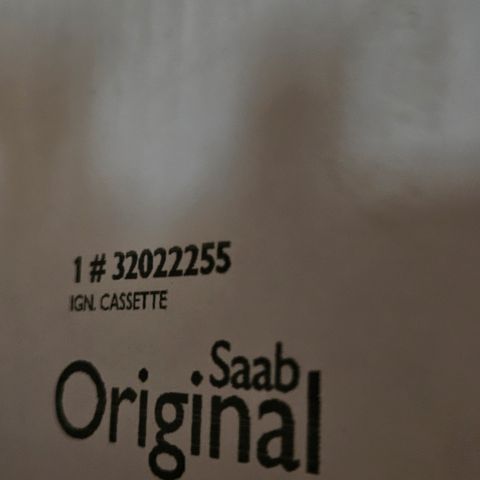 1 # 32022255
IGN. CASSETTE
Saab
Original